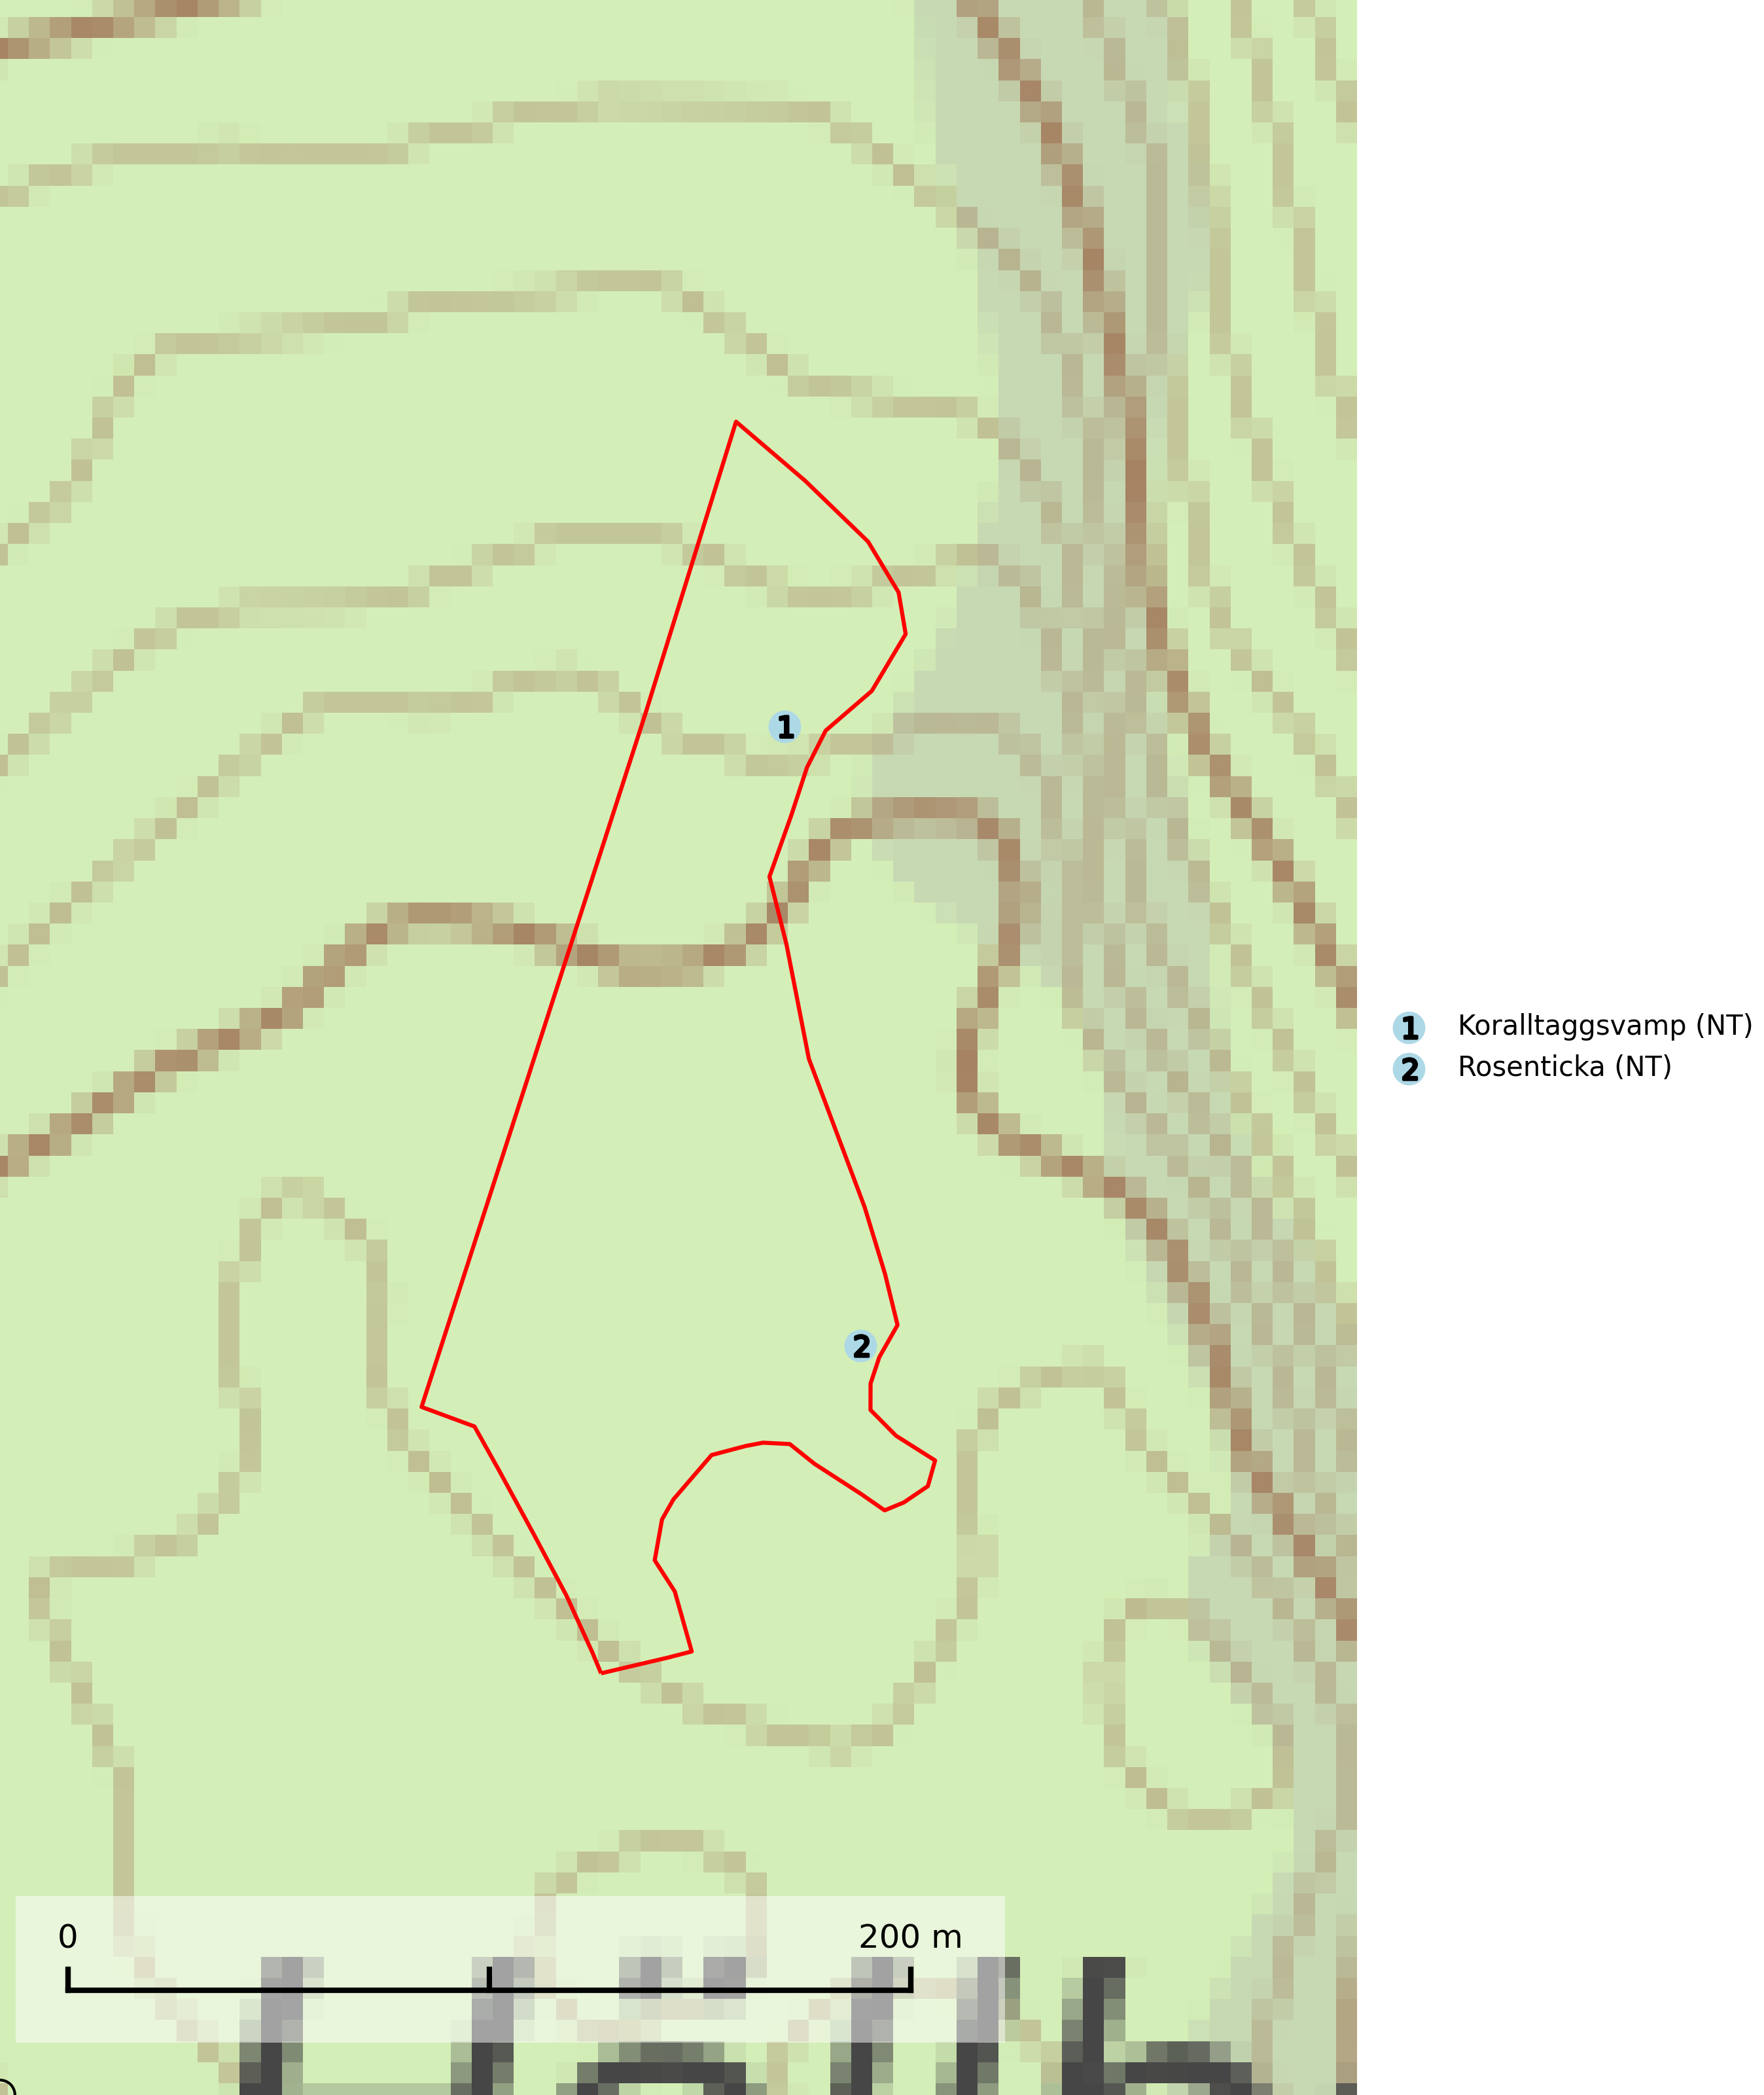 1
1 Koralltaggsvamp (NT)
2 Rosenticka (NT)
2
0 200 m